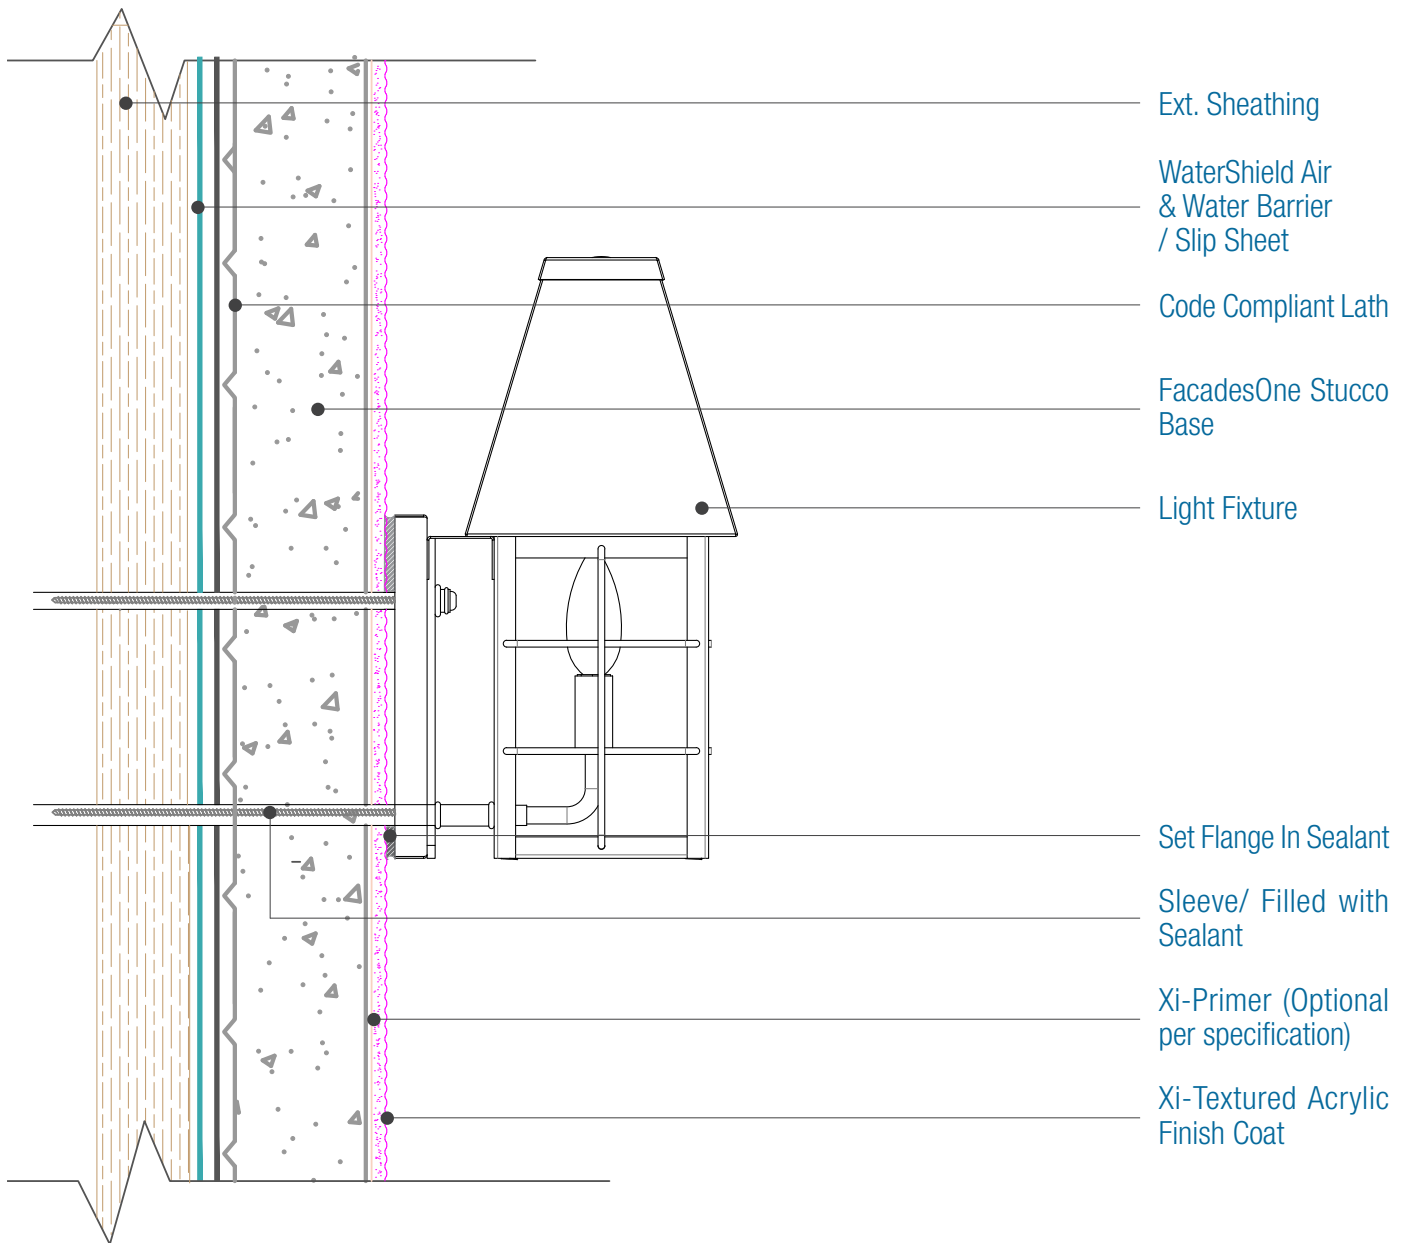 Ext. Sheathing
WaterShield Air
& Water Barrier
/ Slip Sheet
Code Compliant Lath
FacadesOne Stucco
Base
Light Fixture
Set Flange In Sealant
Sleeve/ Filled with
Sealant
Xi-Primer (Optional
per specification)
Xi-Textured Acrylic
Finish Coat